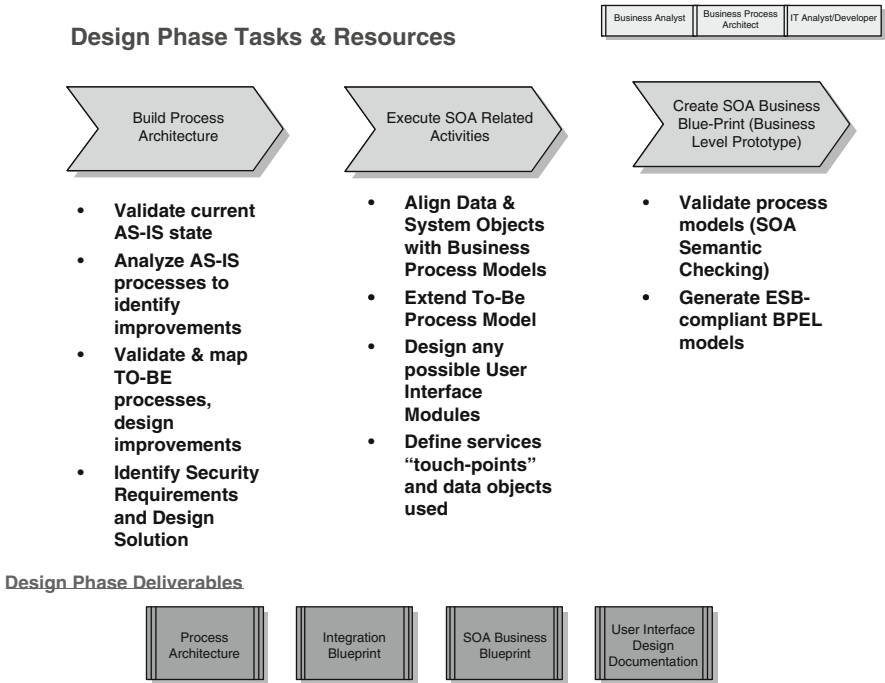 Design Phase Tasks & Resources
Business Analyst
Business Process
Architect
IT Analyst/Developer
Build Process
Architecture
• Validate current
AS-IS state
• Analyze AS-IS
processes to
identify
improvements
• Validate & map
TO-BE
processes,
design
improvements
• Identify Security
Requirements
and Design
Solution
Execute SOA Related
Activities
• Align Data &
System Objects
with Business
Process Models
• Extend To-Be
Process Model
• Design any
possible User
Interface
Modules
• Define services
“touch-points”
and data objects
used
Create SOA Business
Blue-Print (Business
Level Prototype)
• Validate process
models (SOA
Semantic
Checking)
• Generate ESB-
compliant BPEL
models
Design Phase Deliverables
Process
Architecture
Integration
Blueprint
SOA Business
Blueprint
User Interface
Design
Documentation